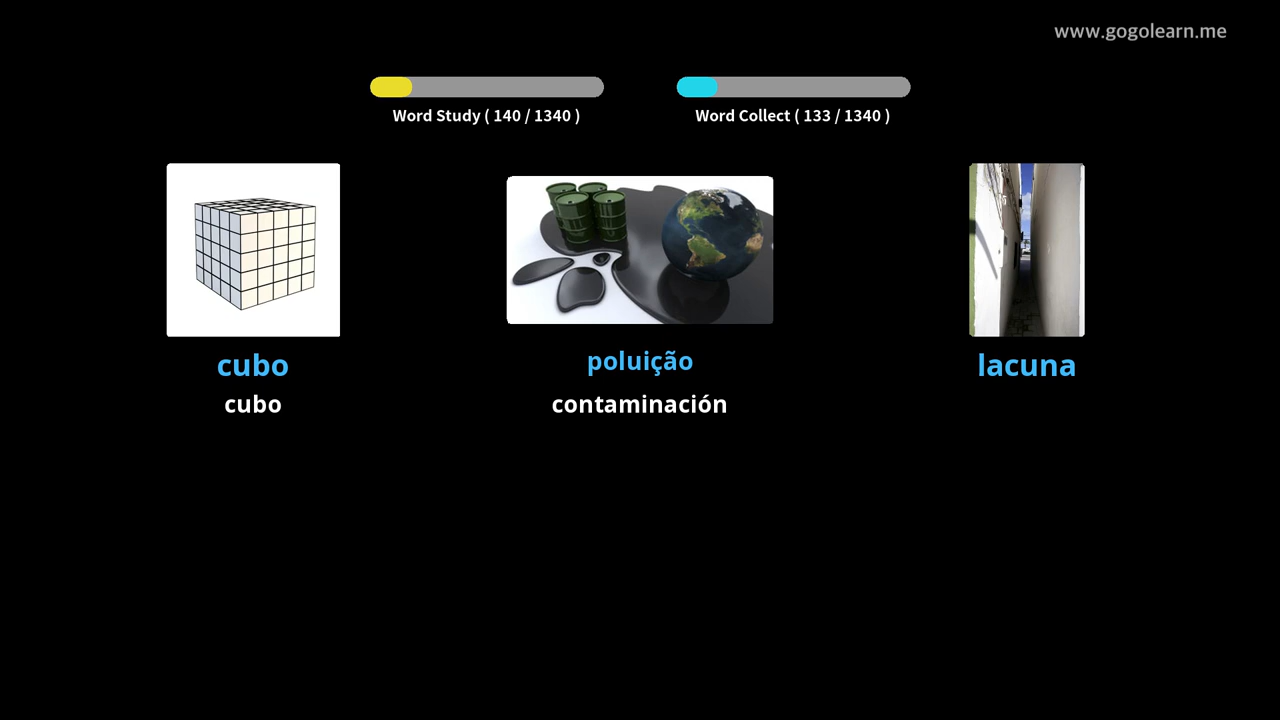 www.gogolearn.me
Word Study ( 140 / 1340 )
Word Collect ( 133 / 1340 )
cubo
poluição
lacuna
cubo
contaminación